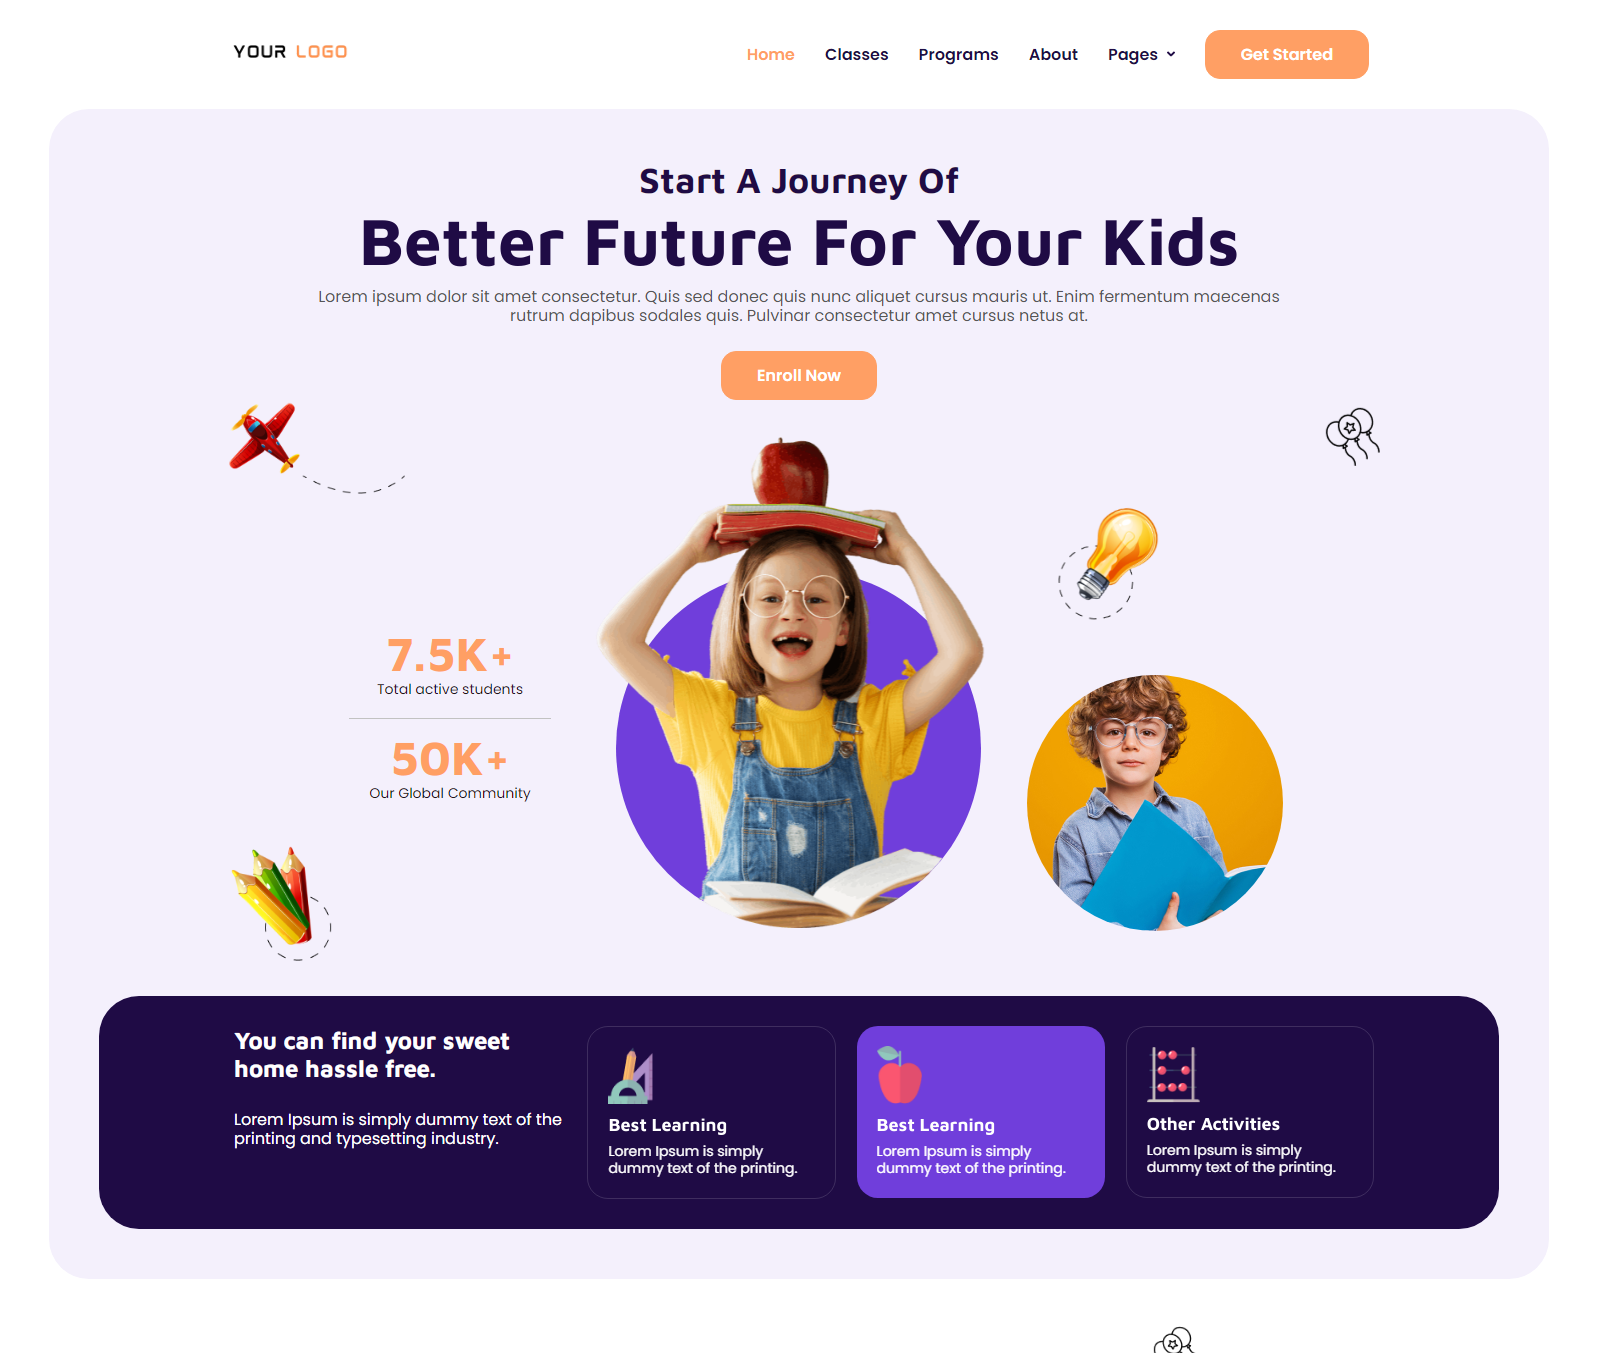 YOUR LOGO
Home Classes Programs About Pages Get Started
Start A Journey Of
Better Future For Your Kids
Lorem ipsum dolor sit amet consectetur. Quis sed donec quis nunc aliquet cursus mauris ut. Enim fermentum maecenas
rutrum dapibus sodales quis. Pulvinar consectetur amet cursus netus at.
Enroll Now
7.5K+
Total active students
50K+
Our Global Community
You can find your sweet
home hassle free.
Lorem Ipsum is simply dummy text of the
printing and typesetting industry.
Best Learning
Lorem Ipsum is simply
dummy text of the printing.
Best Learning
Lorem Ipsum is simply
dummy text of the printing.
Other Activities
Lorem Ipsum is simply
dummy text of the printing.